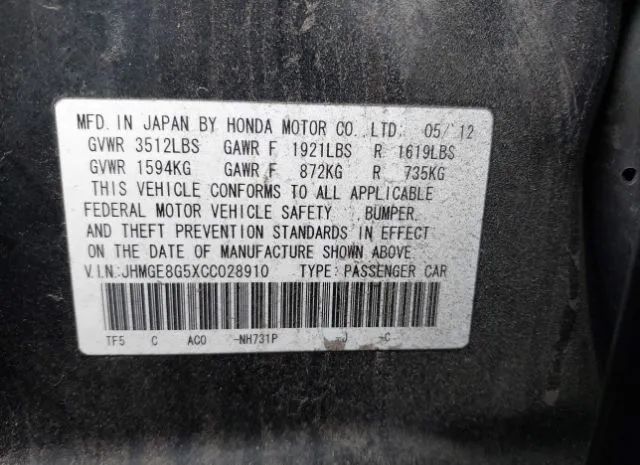 MFD. IN JAPAN BY HONDA MOTOR CO., LTD. 05/ 12
GVWR 3512LBS GAWR F 1921LBS R 1619LBS
GVWR 1594KG GAWR F 872KG R 735KG
THIS VEHICLE CONFORMS TO ALL APPLICABLE
FEDERAL MOTOR VEHICLE SAFETY , BUMPER,
AND THEFT PREVENTION STANDARDS IN EFFECT
ON THE DATE OF MANUFACTURE SHOWN ABOVE.
V.I.N:JHMGE8G5XCC028910 TYPE: PASSENGER CAR
TF5 C AC0 -NH731P -J -C